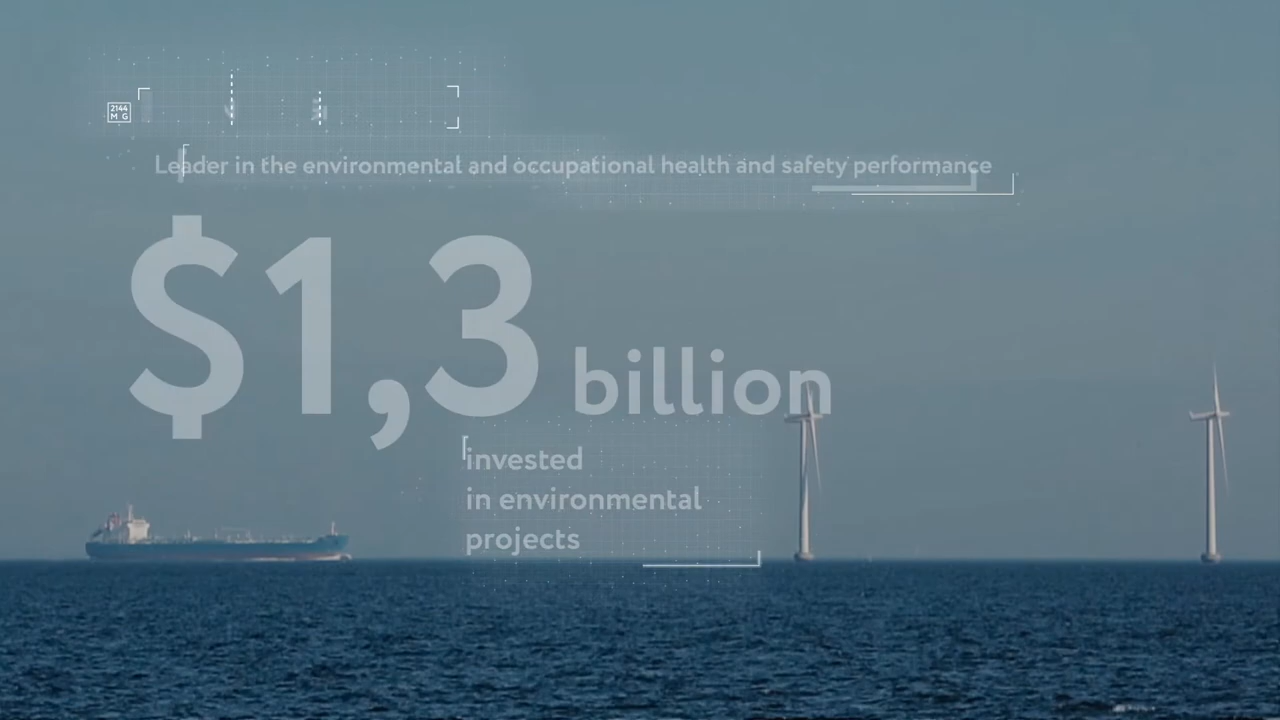 2144
M G
Leader in the environmental and occupational health and safety performance
$1,3 billion
invested
in environmental
projects